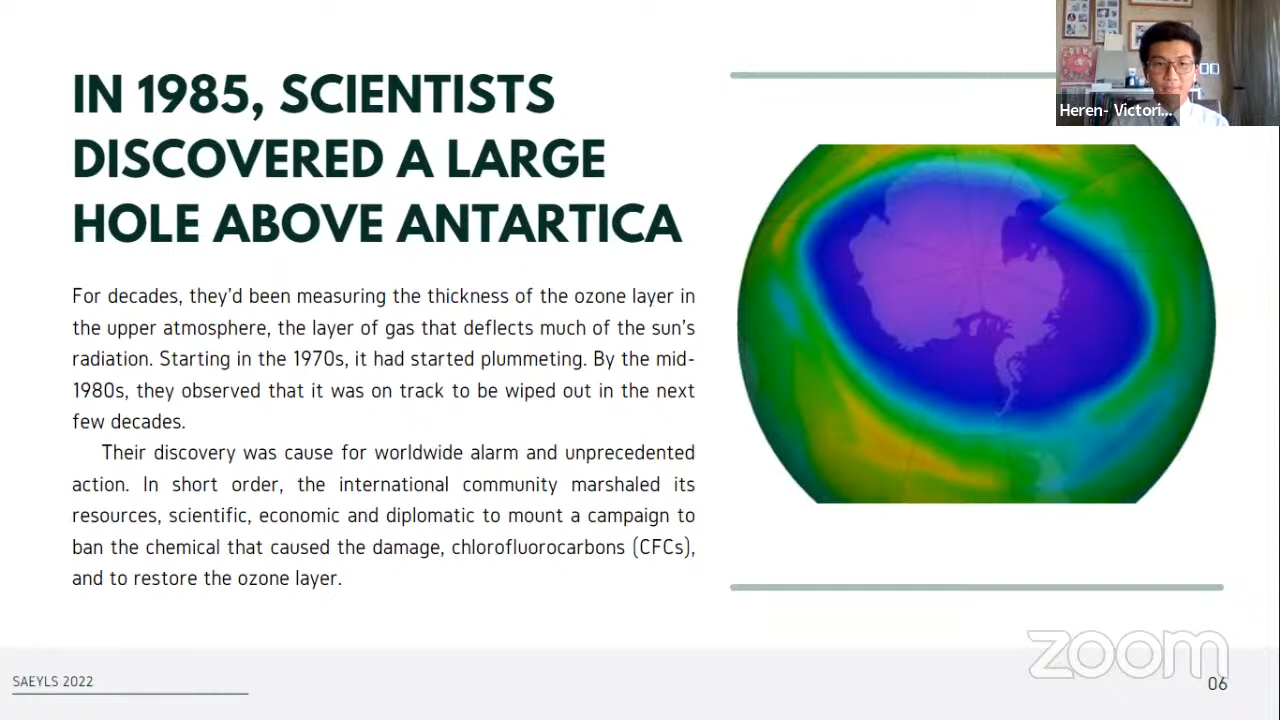 IN 1985, SCIENTISTS
DISCOVERED A LARGE
HOLE ABOVE ANTARTICA
For decades, they'd been measuring the thickness of the ozone layer in
the upper atmosphere, the layer of gas that deflects much of the sun's
radiation. Starting in the 1970s, it had started plummeting. By the mid-
1980s, they observed that it was on track to be wiped out in the next
few decades.
Their discovery was cause for worldwide alarm and unprecedented
action. In short order, the international community marshaled its
resources, scientific, economic and diplomatic to mount a campaign to
ban the chemical that caused the damage, chlorofluorocarbons (CFCs),
and to restore the ozone layer.
Heren- Victori...
zoom
SAEYLS 2022
06